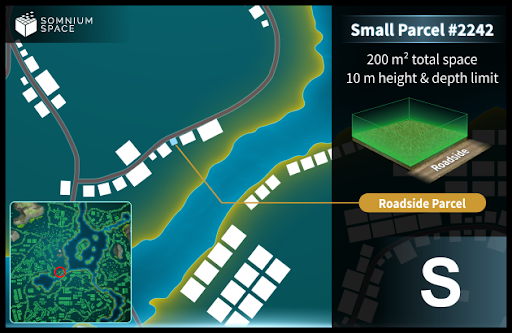 SOMNIUM
SPACE
Small Parcel #2242
200 m² total space
10 m height & depth limit
Roadside
Roadside Parcel
S